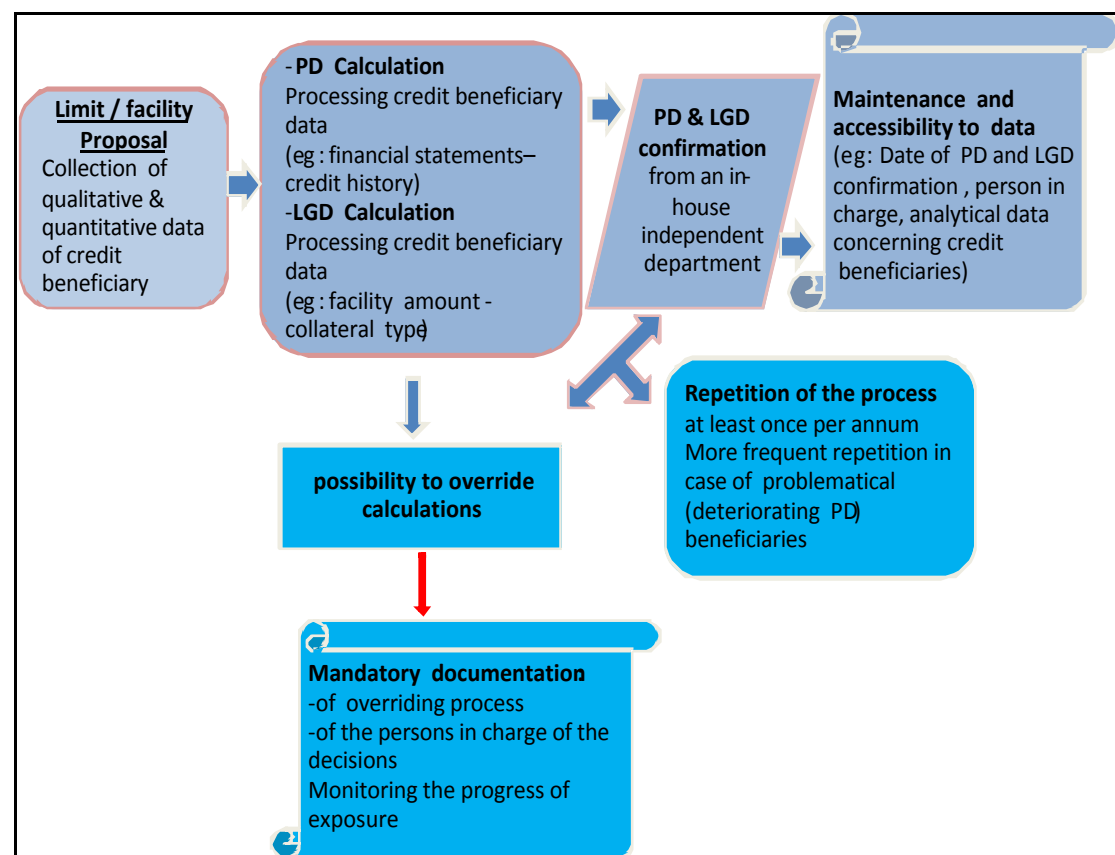 Limit / facility
Proposal
Collection of
qualitative &
quantitative data
of credit
beneficiary
-PD Calculation
Processing credit beneficiary
data
(eg : financial statements–
credit history)
-LGD Calculation
Processing credit beneficiary
data
(eg : facility amount -
collateral type)
PD & LGD
confirmation
from an in-
house
independent
department
Maintenance and
accessibility to data
(eg: Date of PD and LGD
confirmation , person in
charge, analytical data
concerning credit
beneficiaries)
possibility to override
calculations
Repetition of the process
at least once per annum
More frequent repetition in
case of problematical
(deteriorating PD)
beneficiaries
Mandatory documentation:
-of overriding process
-of the persons in charge of the
decisions
Monitoring the progress of
exposure